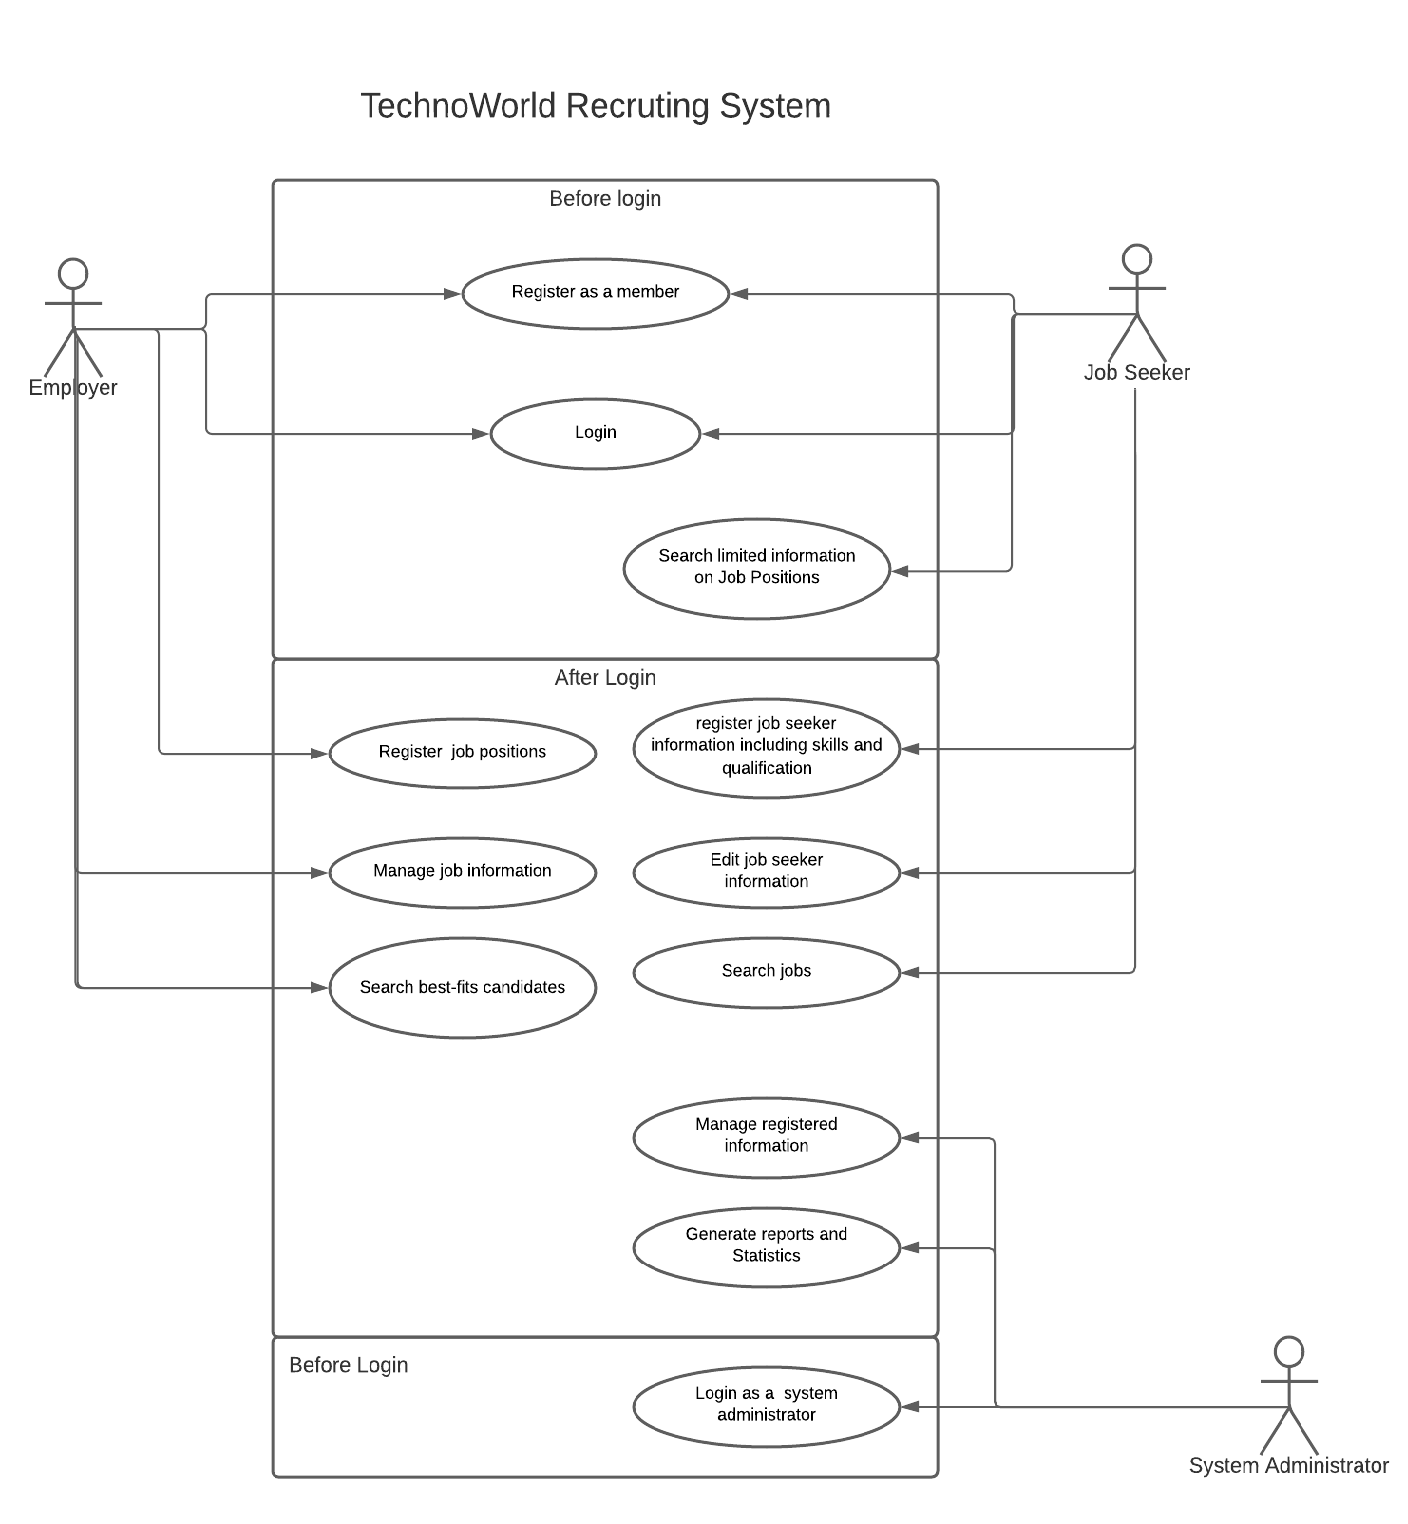 TechnoWorld Recruting System
Before login
Register as a member
Employer
Job Seeker
Login
Search limited information
on Job Positions
After Login
Register  job positions
register job seeker
information including skills and
qualification
Manage job information
Edit job seeker
information
Search best-fits candidates
Search jobs
Manage registered
information
Generate reports and
Statistics
Before Login
Login as a  system
administrator
System Administrator